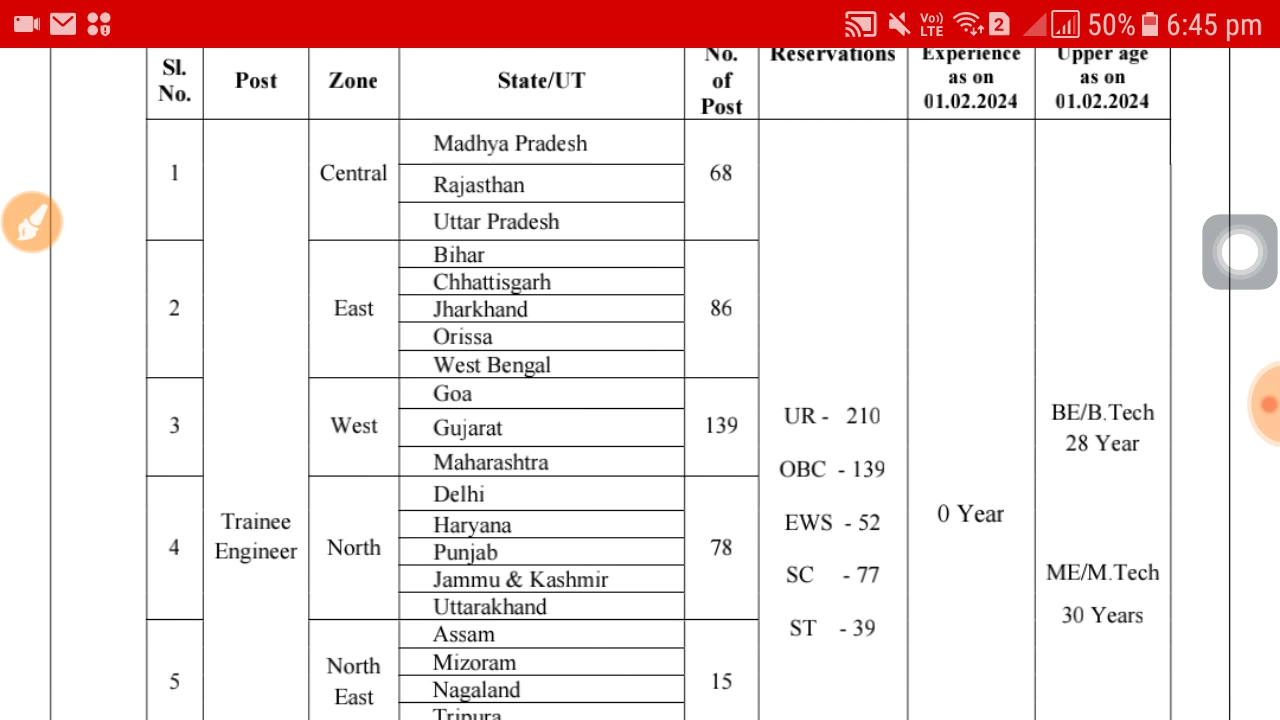 Vo))
LTE
2
50%
6:45 pm
Sl.
No.
Post
Zone
State/UT
No.
of
Post
Reservations
Experience
as on
01.02.2024
Upper age
as on
01.02.2024
1
Central
Madhya Pradesh
Rajasthan
Uttar Pradesh
68
2
East
Bihar
Chhattisgarh
Jharkhand
Orissa
West Bengal
86
3
West
Goa
Gujarat
Maharashtra
139
4
Trainee
Engineer
North
Delhi
Haryana
Punjab
Jammu & Kashmir
Uttarakhand
78
5
North
East
Assam
Mizoram
Nagaland
Tripura
15
UR - 210
OBC - 139
EWS - 52
SC - 77
ST - 39
0 Year
BE/B.Tech
28 Year
ME/M.Tech
30 Years